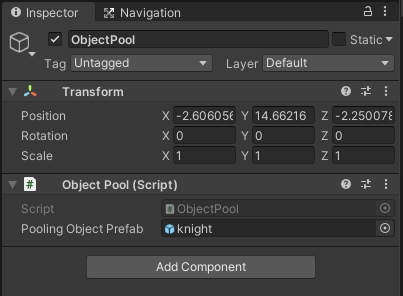 Inspector Navigation
ObjectPool Static
Tag Untagged Layer Default
Transform
Position X -2.606056 Y 14.66216 Z -2.250078
Rotation X 0 Y 0 Z 0
Scale X 1 Y 1 Z 1
# Object Pool (Script)
Script # ObjectPool
Pooling Object Prefab knight
Add Component